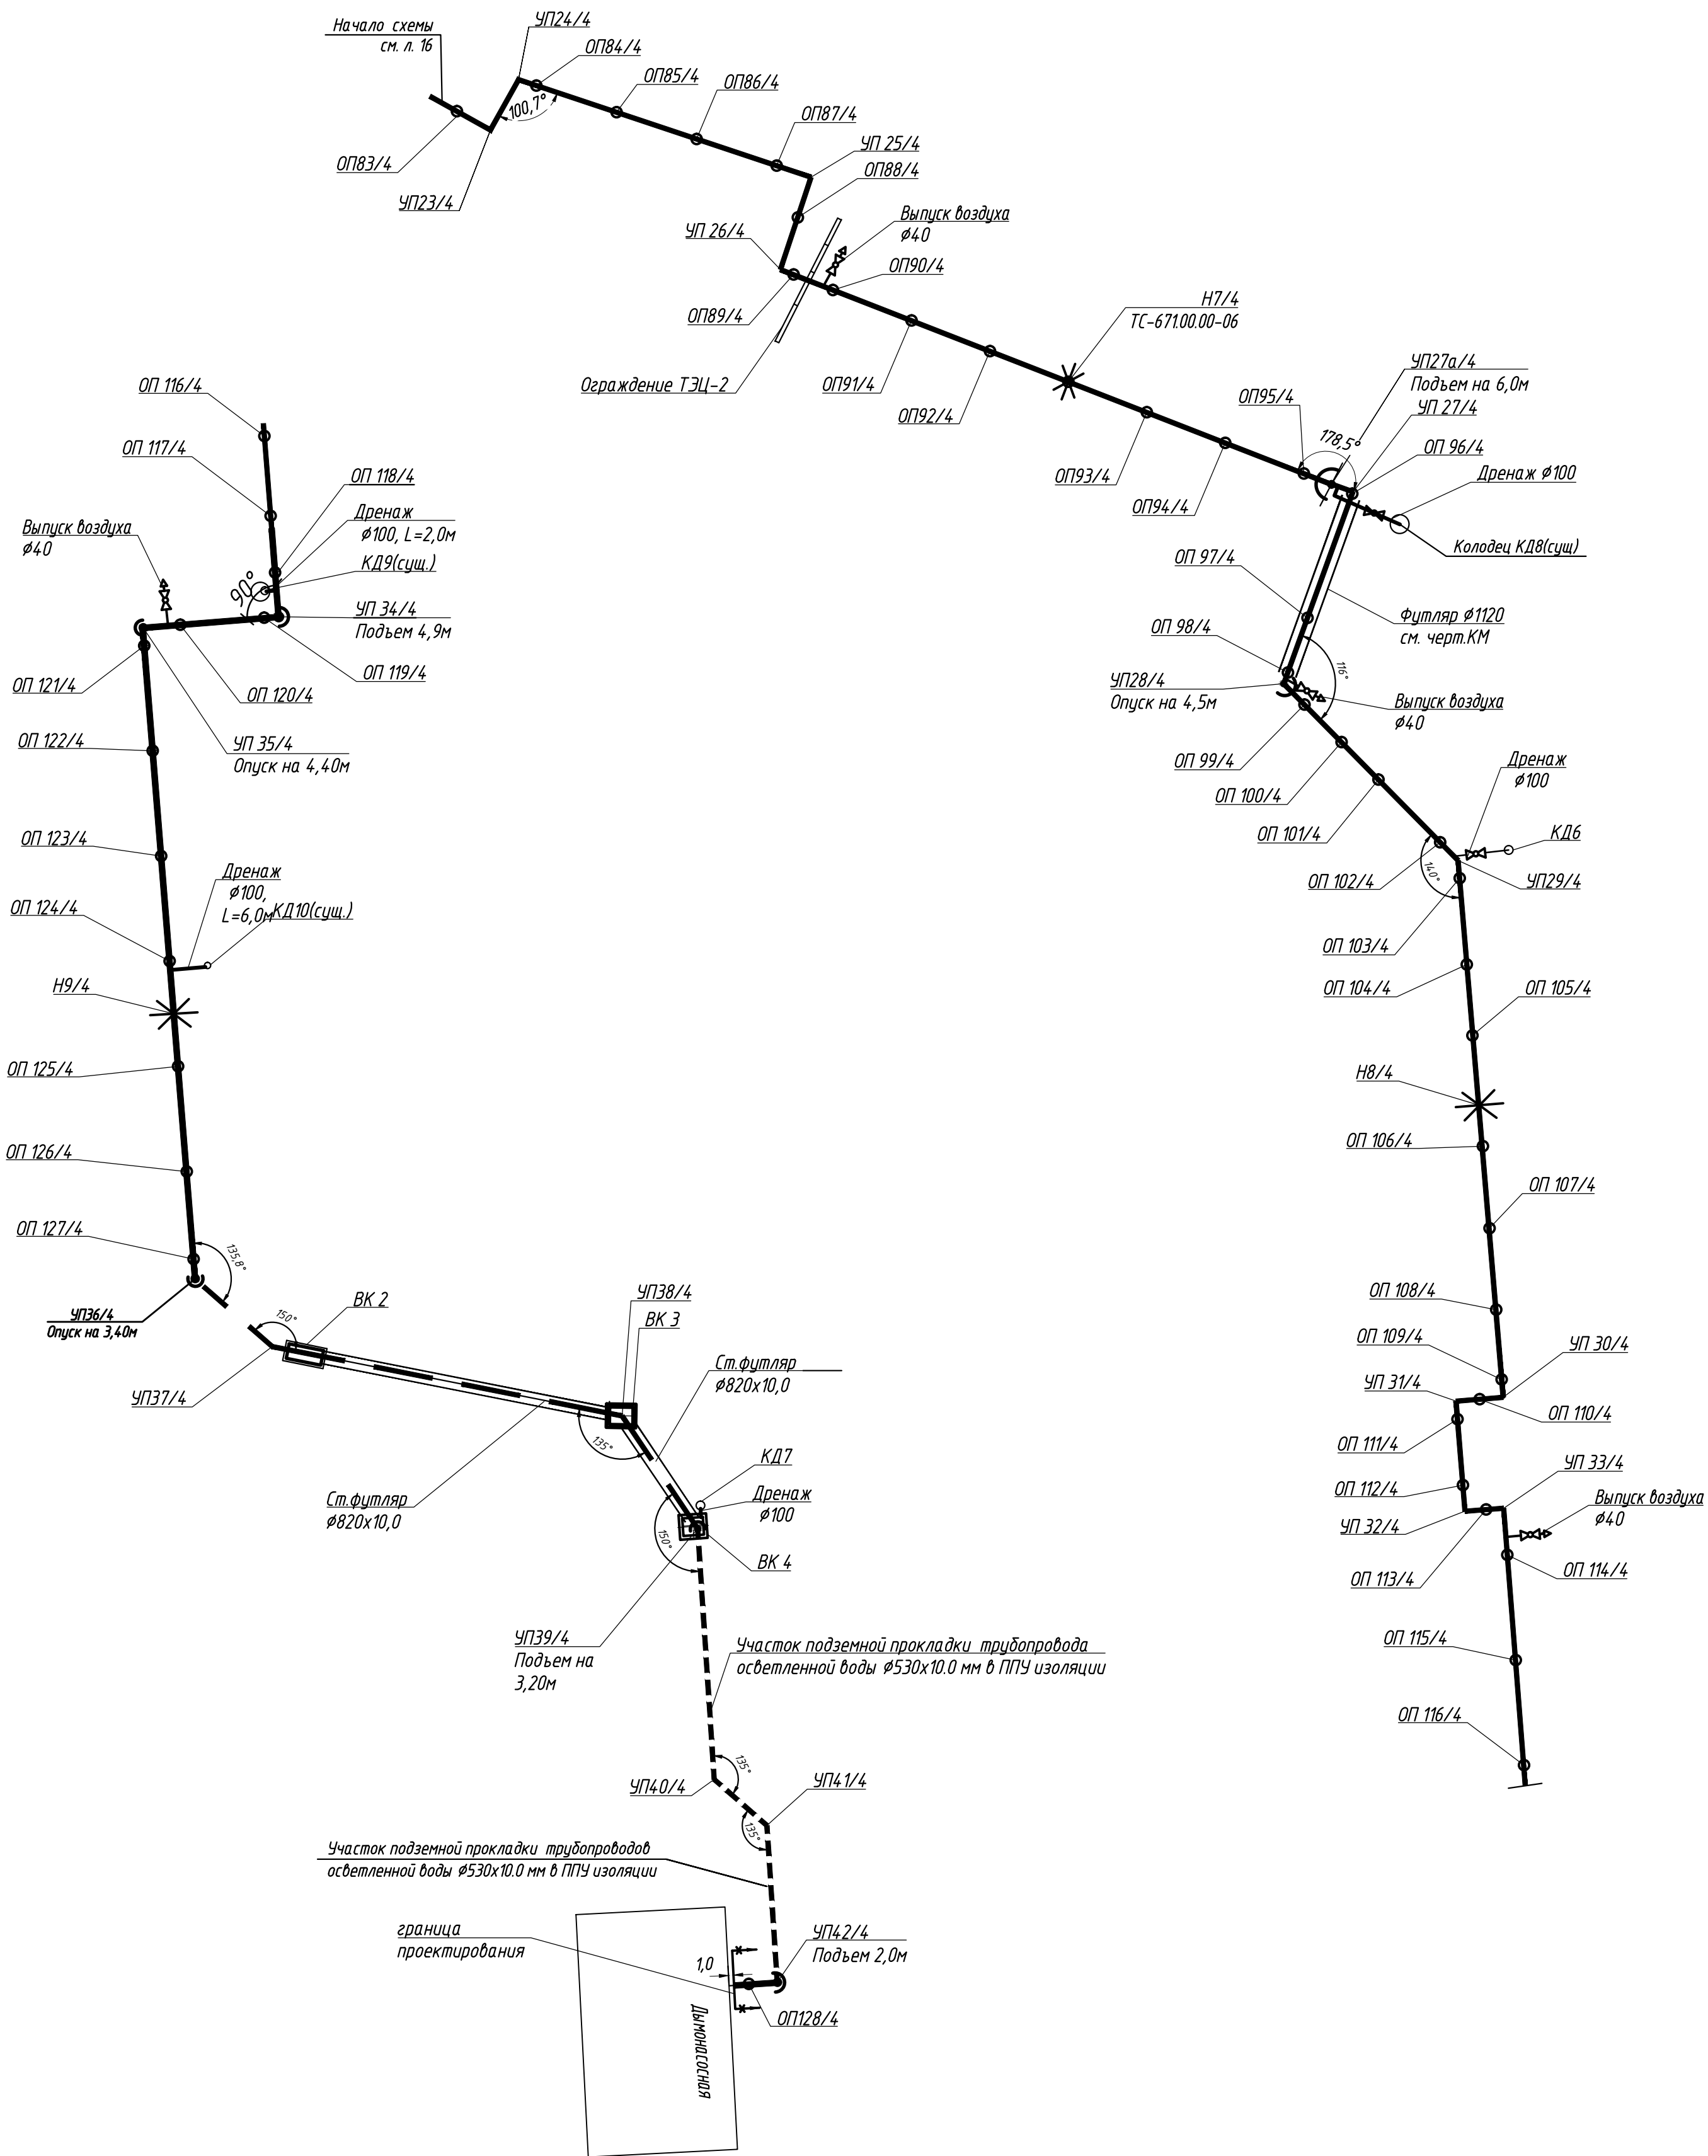 Начало схемы
см. л. 16
УП24/4
ОП84/4
ОП85/4
ОП86/4
ОП87/4
100,7°
ОП83/4
УП23/4
УП 25/4
ОП88/4
УП 26/4
Выпуск воздуха
ϕ40
ОП90/4
ОП89/4
Н7/4
ТС-671.00.00-06
Ограждение ТЭЦ-2
ОП91/4
ОП92/4
УП27а/4
Подъем на 6,0м
ОП95/4
УП 27/4
178,5°
ОП 96/4
ОП93/4
Дренаж ϕ100
ОП94/4
Колодец КД8(сущ)
ОП 97/4
Футляр ϕ1120
см. черт.КМ
ОП 98/4
116°
УП28/4
Опуск на 4,5м
Выпуск воздуха
ϕ40
ОП 99/4
ОП 100/4
Дренаж
ϕ100
ОП 101/4
КД6
140°
ОП 102/4
УП29/4
ОП 103/4
ОП 104/4
ОП 105/4
Н8/4
ОП 106/4
ОП 107/4
ОП 108/4
ОП 109/4
УП 30/4
УП 31/4
ОП 110/4
ОП 111/4
УП 33/4
ОП 112/4
Выпуск воздуха
ϕ40
УП 32/4
ОП 114/4
ОП 113/4
ОП 115/4
ОП 116/4
ОП 116/4
ОП 117/4
ОП 118/4
Дренаж
ϕ100, L=2,0м
Выпуск воздуха
ϕ40
КД9(сущ.)
90°
УП 34/4
Подъем 4,9м
ОП 119/4
ОП 121/4
ОП 120/4
ОП 122/4
УП 35/4
Опуск на 4,40м
ОП 123/4
Дренаж
ϕ100,
L=6,0м
КД10(сущ.)
ОП 124/4
Н9/4
ОП 125/4
ОП 126/4
ОП 127/4
135,8°
УП36/4
Опуск на 3,40м
150°
ВК 2
УП37/4
УП38/4
ВК 3
Ст.футляр
ϕ820х10,0
135°
КД7
Дренаж
ϕ100
Ст.футляр
ϕ820х10,0
150°
ВК 4
УП39/4
Подъем на
3,20м
Участок подземной прокладки трубопровода
осветленной воды ϕ530х10.0 мм в ППУ изоляции
135°
УП40/4
УП41/4
135°
Участок подземной прокладки трубопроводов
осветленной воды ϕ530х10.0 мм в ППУ изоляции
граница
проектирования
УП42/4
Подъем 2,0м
1,0
ОП128/4
Дымонасосная